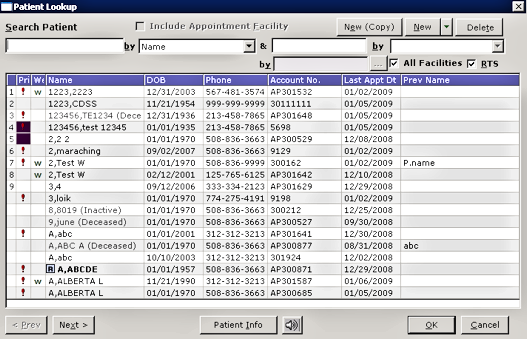 Patient Lookup
Search Patient Include Appointment Facility New (Copy) New Delete
by Name & by
by ... All Facilities RTS
Pri We Name DOB Phone Account No. Last Appt Dt Prev Name
1 ! w 1223,2223 12/31/2003 567-481-3574 AP301532 01/02/2009
2 1223,CDSS 11/21/1954 999-999-9999 30111111 01/05/2009
3 ! 123456,TE1234 (Dece 12/31/1936 213-458-7865 AP301648 01/05/2009
4 ! 123456,test 12345 01/01/1935 213-458-7865 5698 01/05/2009
5 2,2 2 01/01/1970 508-836-3663 AP300529 12/08/2008
6 ! 2,maraching 09/02/2007 508-836-3663 9129 01/02/2009
7 ! w 2,Test W 01/01/1970 508-836-9999 300162 01/02/2009 P.name
8 w 2,Test W 02/12/2001 125-765-6125 AP301642 12/10/2008
9 3,4 09/12/2006 333-334-2123 AP301629 12/29/2008
! 3,loik 01/01/1970 774-275-4191 9198 01/02/2009
8,8019 (Inactive) 01/01/1970 508-836-3663 300212 12/25/2008
9,june (Deceased) 01/01/1970 508-836-3663 AP300527 09/30/2008
! A,abc 01/01/2001 312-312-3213 AP301641 12/30/2008
A,ABC A (Deceased) 01/01/1970 508-836-3663 AP300877 08/31/2008 abc
A,abc 10/10/2003 312-312-3213 301924 12/02/2008
! R A,ABCDE 01/01/1957 508-836-3663 AP300871 12/29/2008
! w A,ALBERTA L 11/21/1990 312-312-3213 AP301587 01/06/2009
! A,ALBERTA L 01/01/1970 508-836-3663 AP300685 01/05/2009
< Prev Next > Patient Info OK Cancel